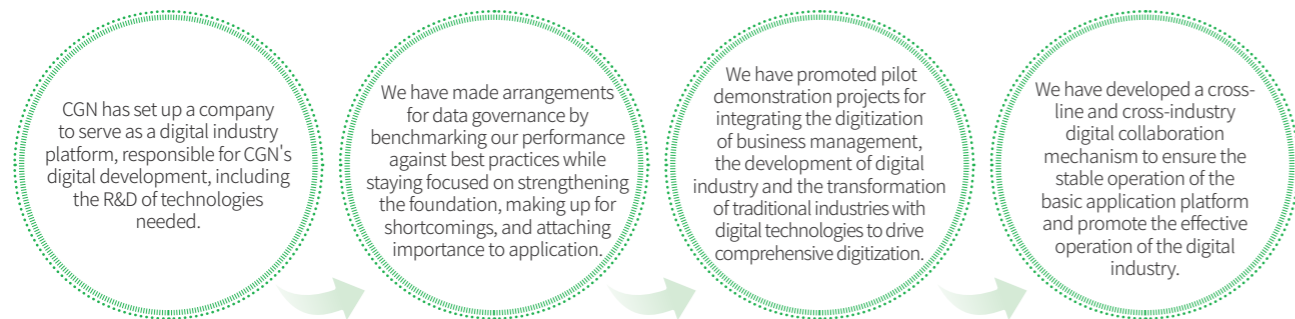 CGN has set up a company
to serve as a digital industry
platform, responsible for CGN's
digital development, including
the R&D of technologies
needed.
We have made arrangements
for data governance by
benchmarking our performance
against best practices while
staying focused on strengthening
the foundation, making up for
shortcomings, and attaching
importance to application.
We have promoted pilot
demonstration projects for
integrating the digitization
of business management,
the development of digital
industry and the transformation
of traditional industries with
digital technologies to drive
comprehensive digitization.
We have developed a cross-
line and cross-industry
digital collaboration
mechanism to ensure the
stable operation of the
basic application platform
and promote the effective
operation of the digital
industry.